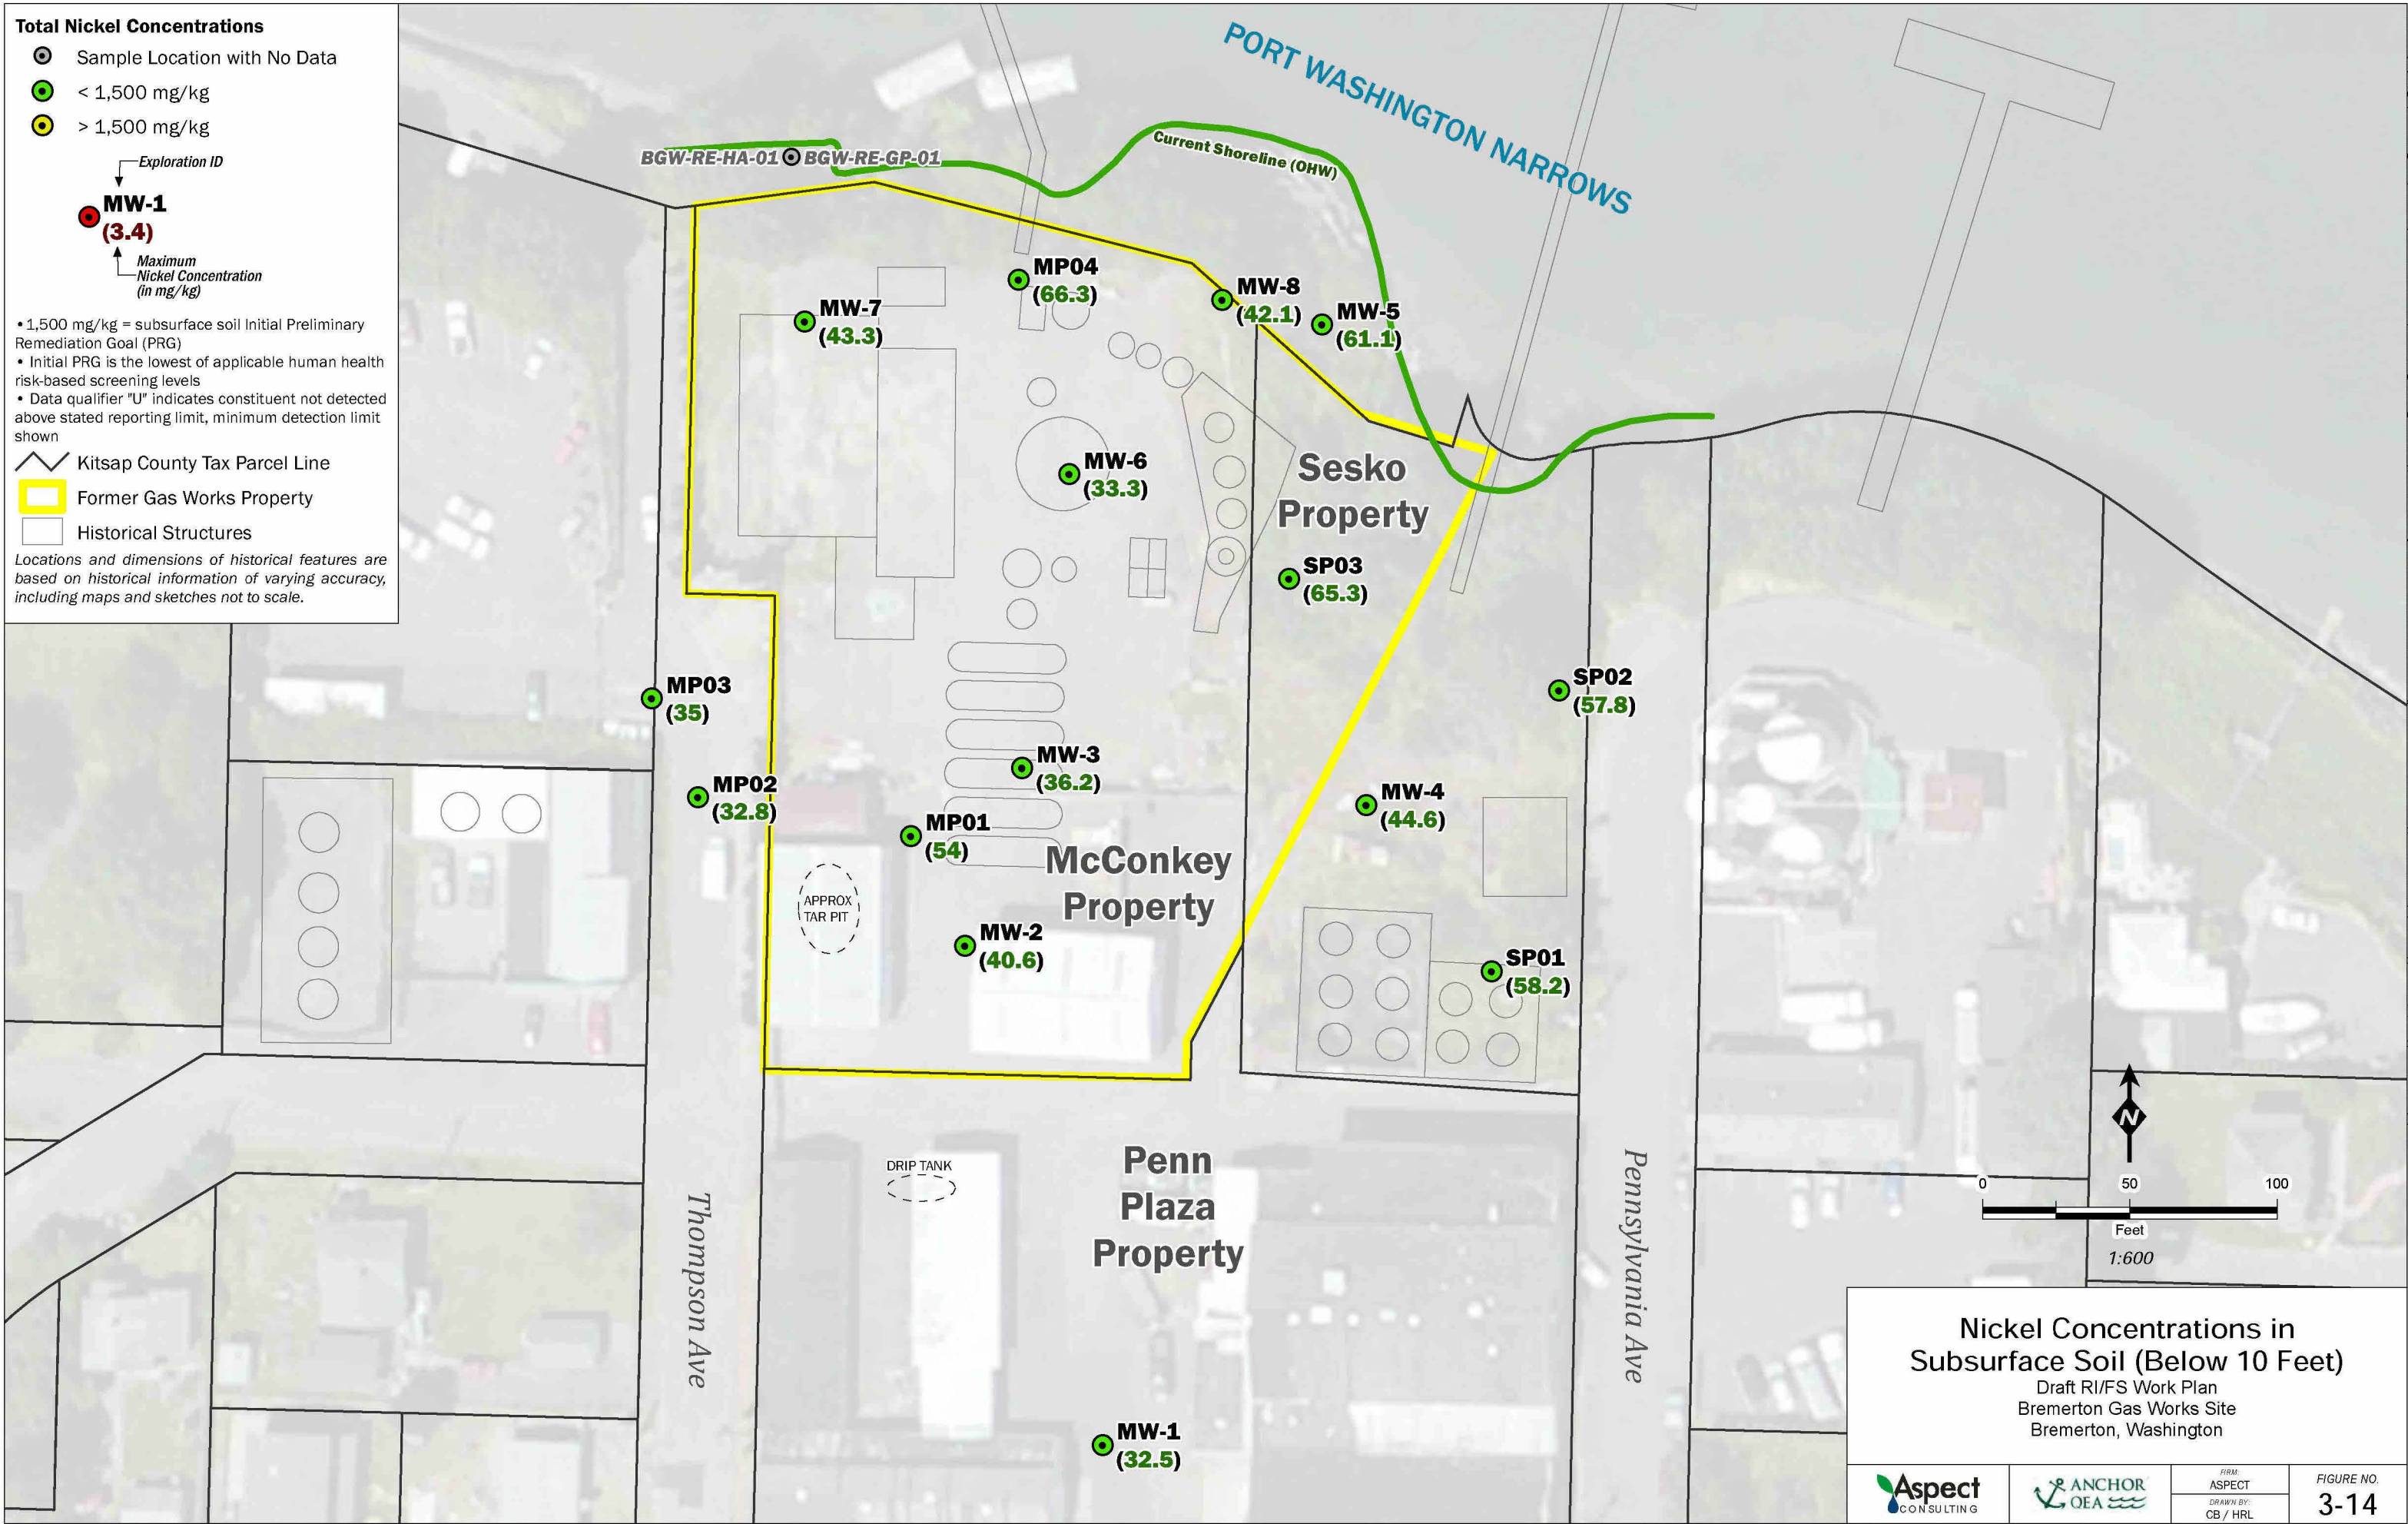 Total Nickel Concentrations
Sample Location with No Data
< 1,500 mg/kg
> 1,500 mg/kg
Exploration ID
MW-1
(3.4)
Maximum
Nickel Concentration
(in mg/kg)
• 1,500 mg/kg = subsurface soil Initial Preliminary
Remediation Goal (PRG)
• Initial PRG is the lowest of applicable human health
risk-based screening levels
• Data qualifier "U" indicates constituent not detected
above stated reporting limit, minimum detection limit
shown
Kitsap County Tax Parcel Line
Former Gas Works Property
Historical Structures
Locations and dimensions of historical features are
based on historical information of varying accuracy,
including maps and sketches not to scale.
PORT WASHINGTON NARROWS
Current Shoreline (OHW)
BGW-RE-HA-01 BGW-RE-GP-01
MP04
(66.3)
MW-8
(42.1)
MW-7
(43.3)
MW-5
(61.1)
MW-6
(33.3)
Sesko
Property
SP03
(65.3)
MP03
(35)
SP02
(57.8)
MW-3
(36.2)
MP02
(32.8)
MW-4
(44.6)
MP01
(54)
McConkey
Property
APPROX
TAR PIT
MW-2
(40.6)
SP01
(58.2)
DRIP TANK
Penn
Plaza
Property
Thompson Ave
Pennsylvania Ave
MW-1
(32.5)
N
0 50 100
Feet
1:600
Nickel Concentrations in
Subsurface Soil (Below 10 Feet)
Draft RI/FS Work Plan
Bremerton Gas Works Site
Bremerton, Washington
Aspect
CONSULTING
ANCHOR
QEA
FIRM:
ASPECT
DRAWN BY:
CB / HRL
FIGURE NO.
3-14